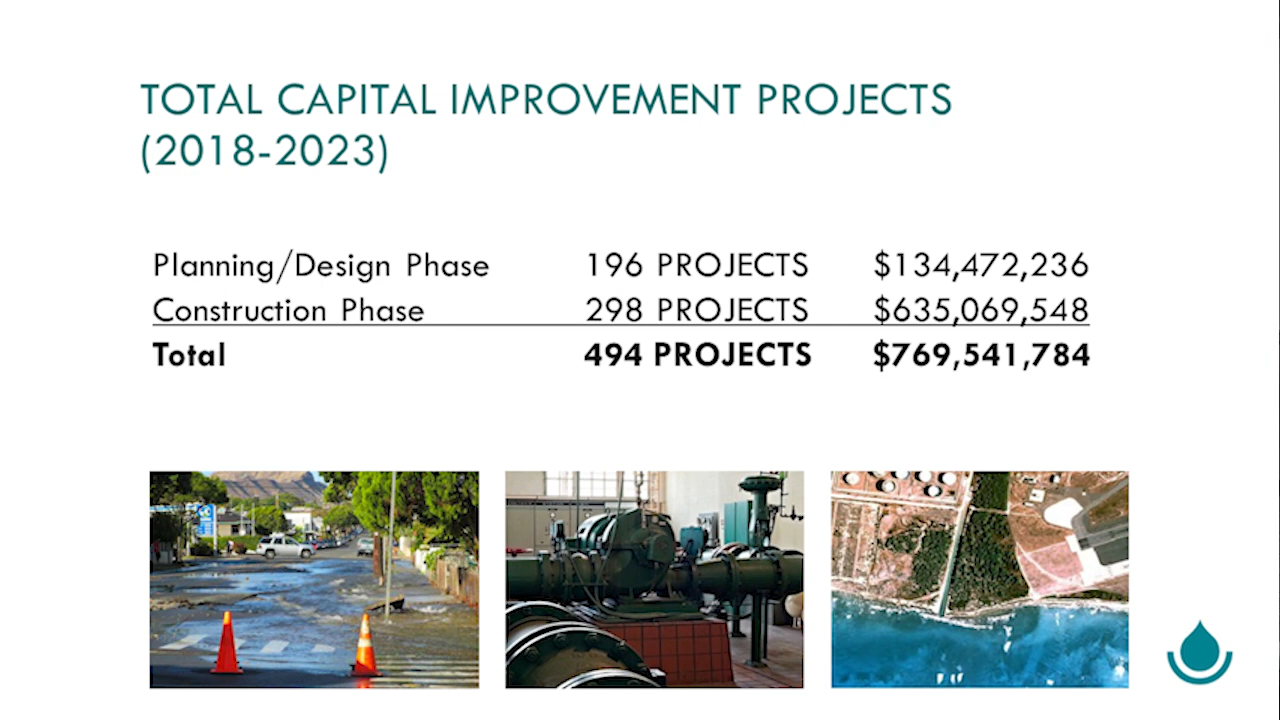 TOTAL CAPITAL IMPROVEMENT PROJECTS
(2018-2023)
Planning/Design Phase 196 PROJECTS $134,472,236
Construction Phase 298 PROJECTS $635,069,548
Total 494 PROJECTS $769,541,784